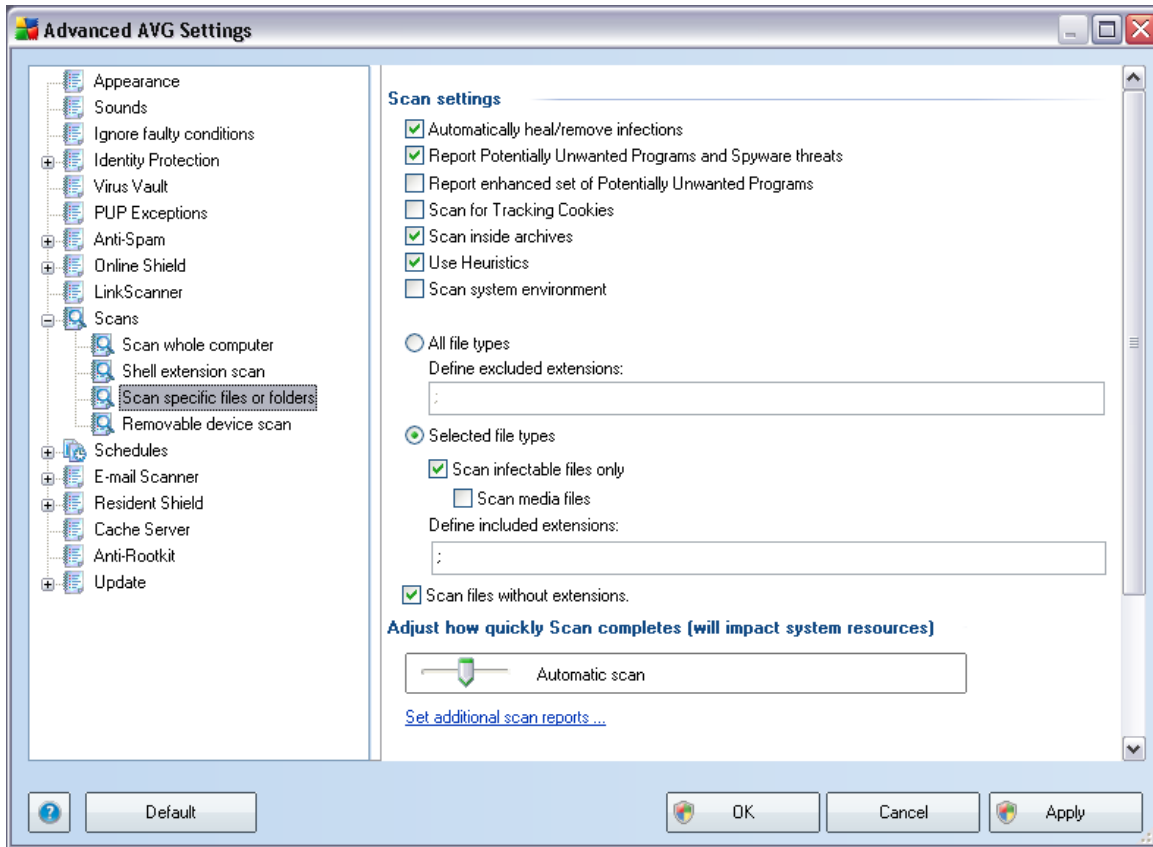 Advanced AVG Settings
Appearance
Sounds
Ignore faulty conditions
Identity Protection
Virus Vault
PUP Exceptions
Anti-Spam
Online Shield
LinkScanner
Scans
Scan whole computer
Shell extension scan
Scan specific files or folders
Removable device scan
Schedules
E-mail Scanner
Resident Shield
Cache Server
Anti-Rootkit
Update
Scan settings
Automatically heal/remove infections
Report Potentially Unwanted Programs and Spyware threats
Report enhanced set of Potentially Unwanted Programs
Scan for Tracking Cookies
Scan inside archives
Use Heuristics
Scan system environment
All file types
Define excluded extensions:
;
Selected file types
Scan infectable files only
Scan media files
Define included extensions:
;
Scan files without extensions.
Adjust how quickly Scan completes (will impact system resources)
Automatic scan
Set additional scan reports ...
? Default OK Cancel Apply